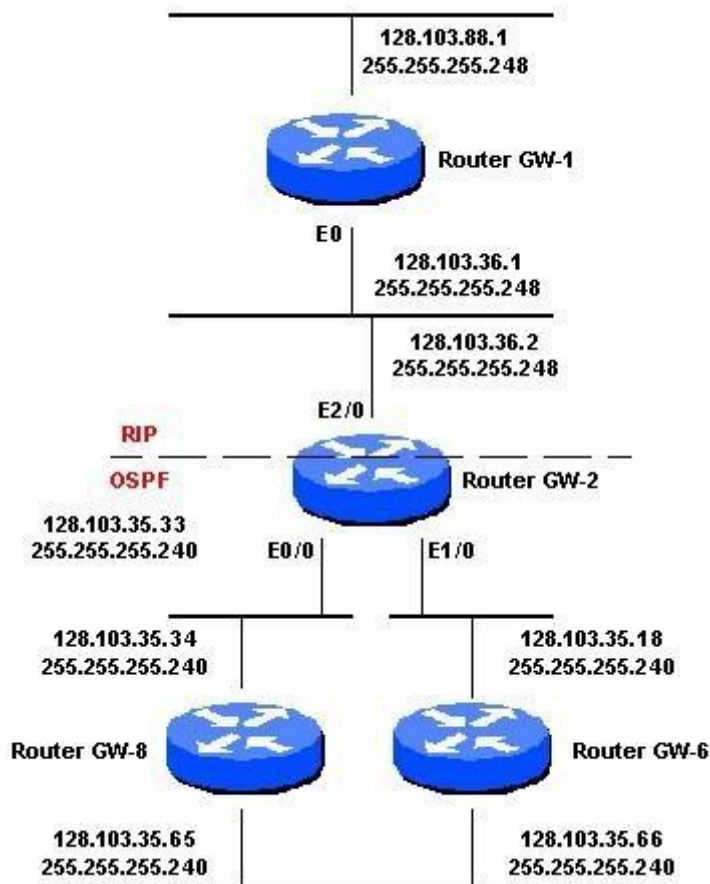 128.103.88.1
255.255.255.248
Router GW-1
E0
128.103.36.1
255.255.255.248
128.103.36.2
255.255.255.248
E2/0
RIP
OSPF
Router GW-2
128.103.35.33
255.255.255.240
E0/0
E1/0
128.103.35.34
255.255.255.240
128.103.35.18
255.255.255.240
Router GW-8
Router GW-6
128.103.35.65
255.255.255.240
128.103.35.66
255.255.255.240